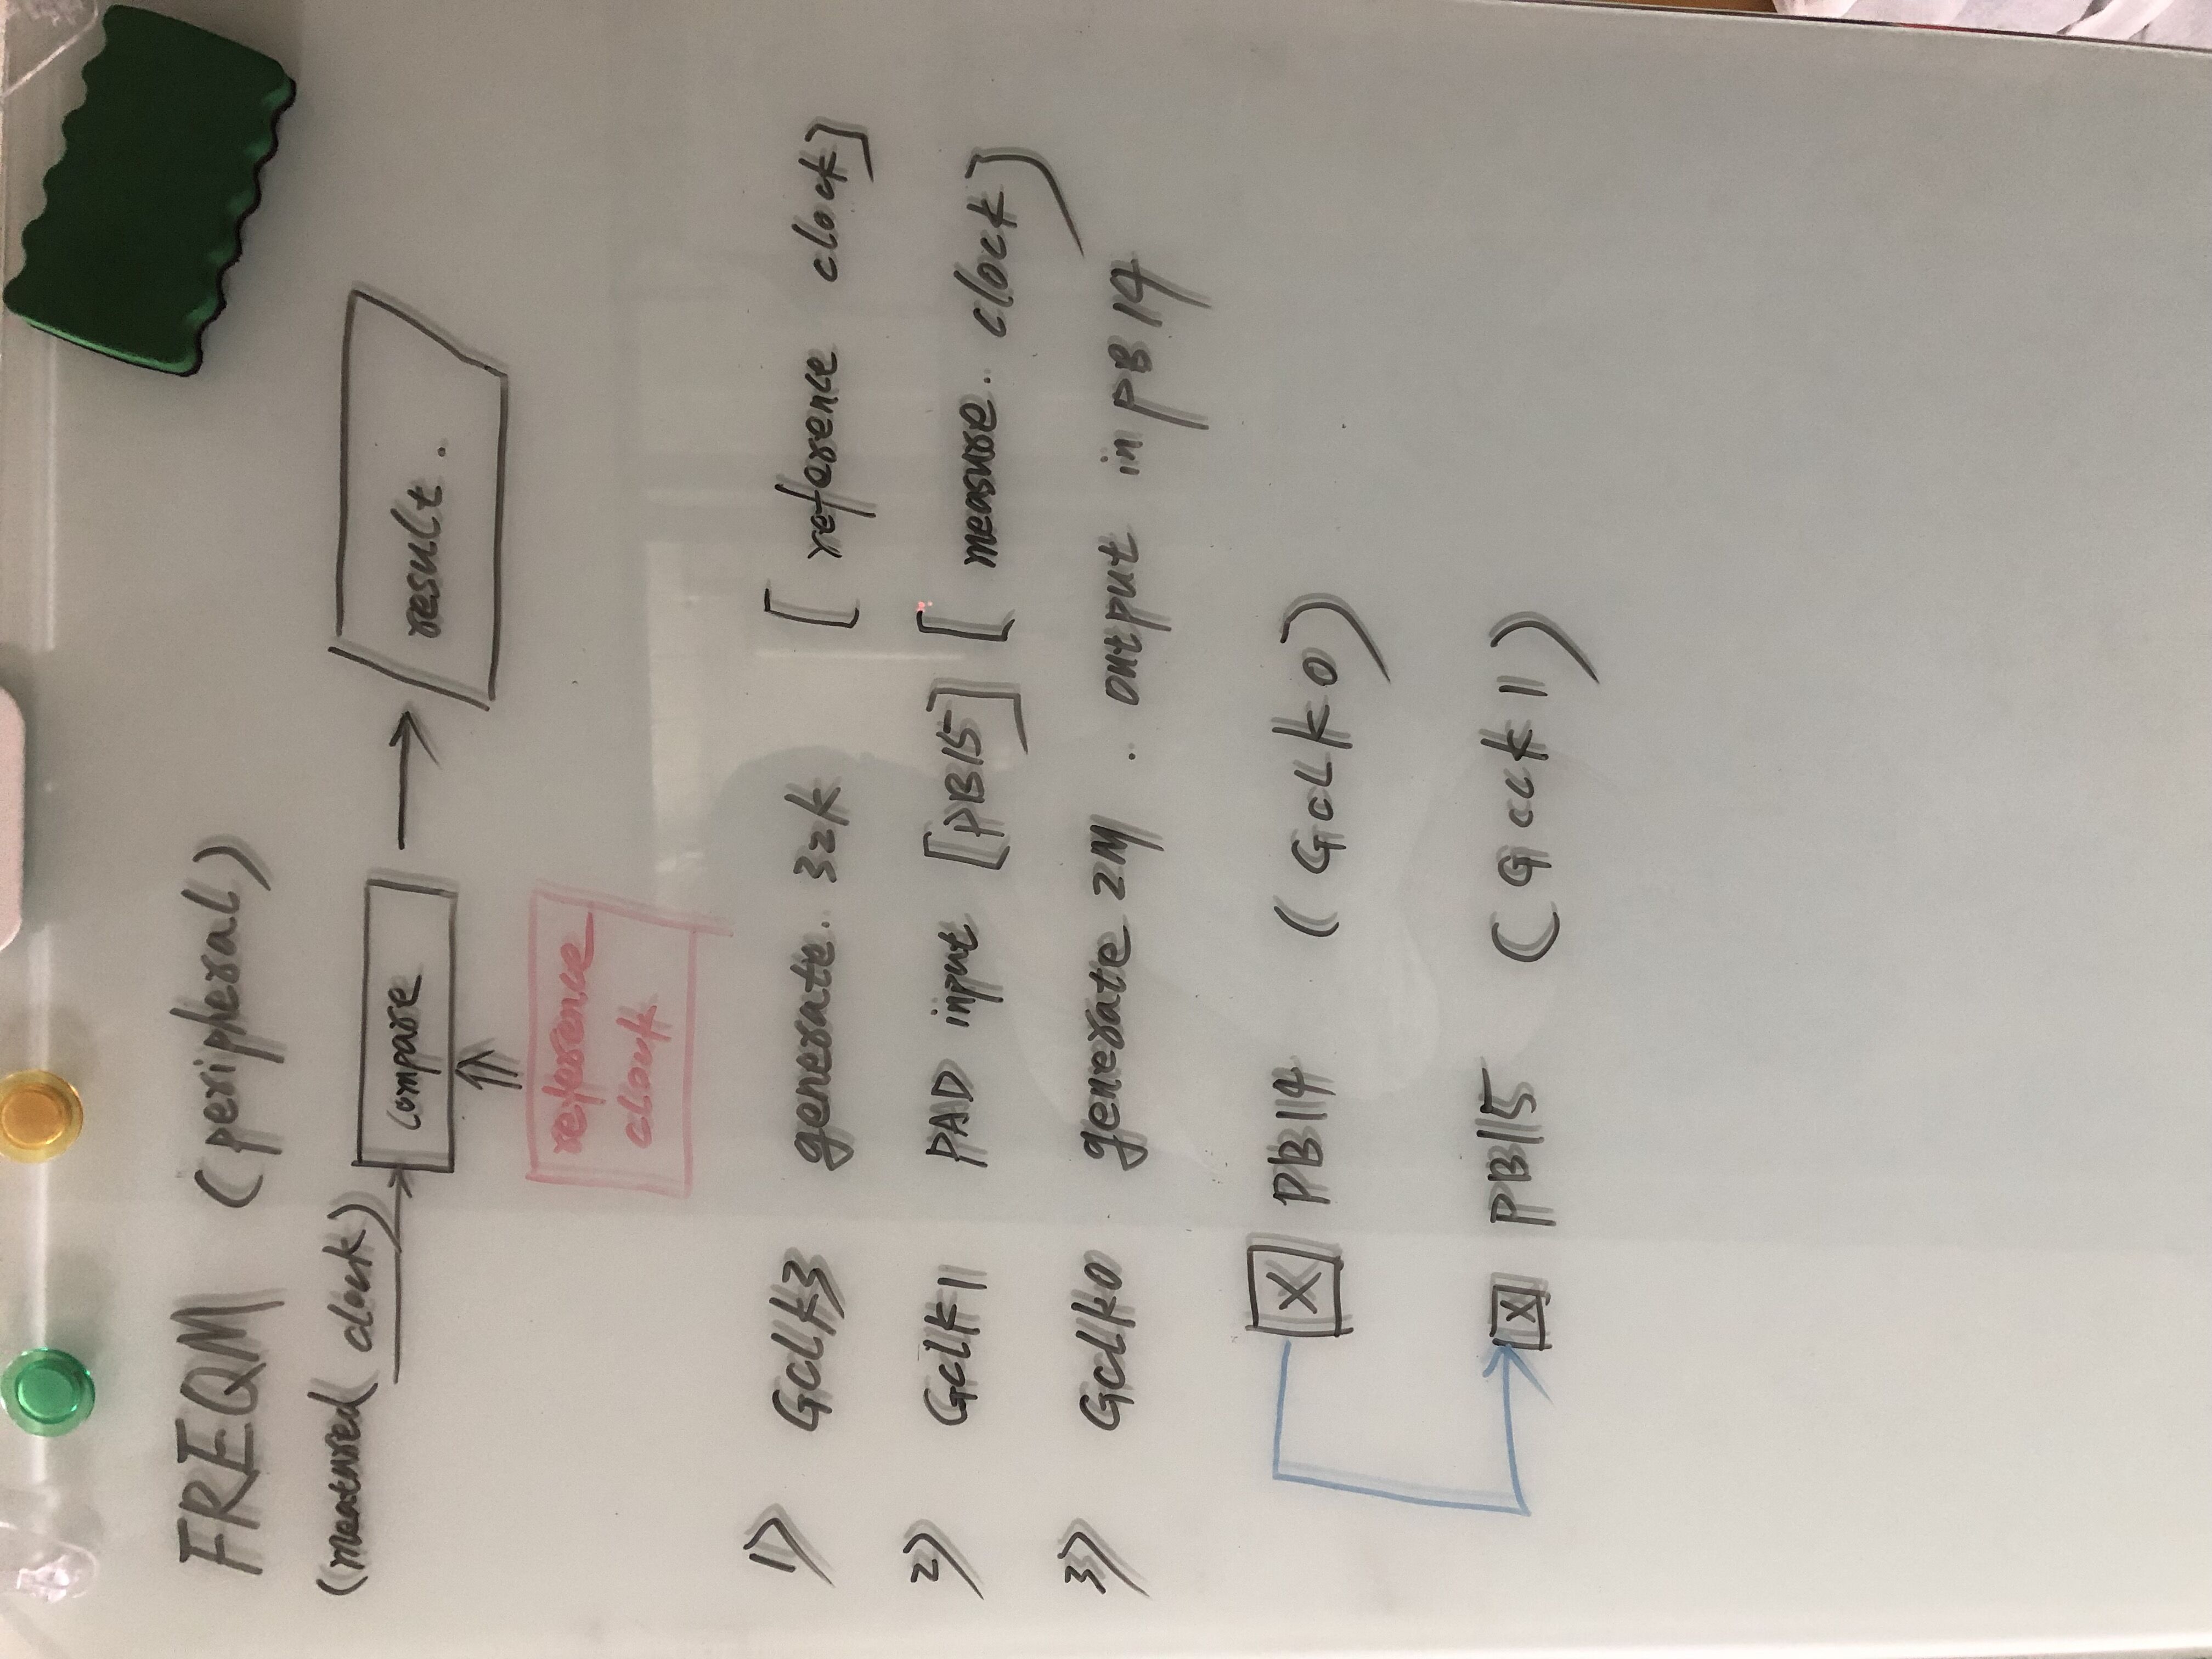 FREQM (peripheral)
(measured clock)
compare
result.
reference
clock
1) GCLK3 generate.. 32k [reference clock]
2) GCLK1 PAD input [PB15] [measure.. clock]
3) GCLK0 generate 2M .. output in PB14
X PB14 (GCLK0)
X PB15 (GCLK1)